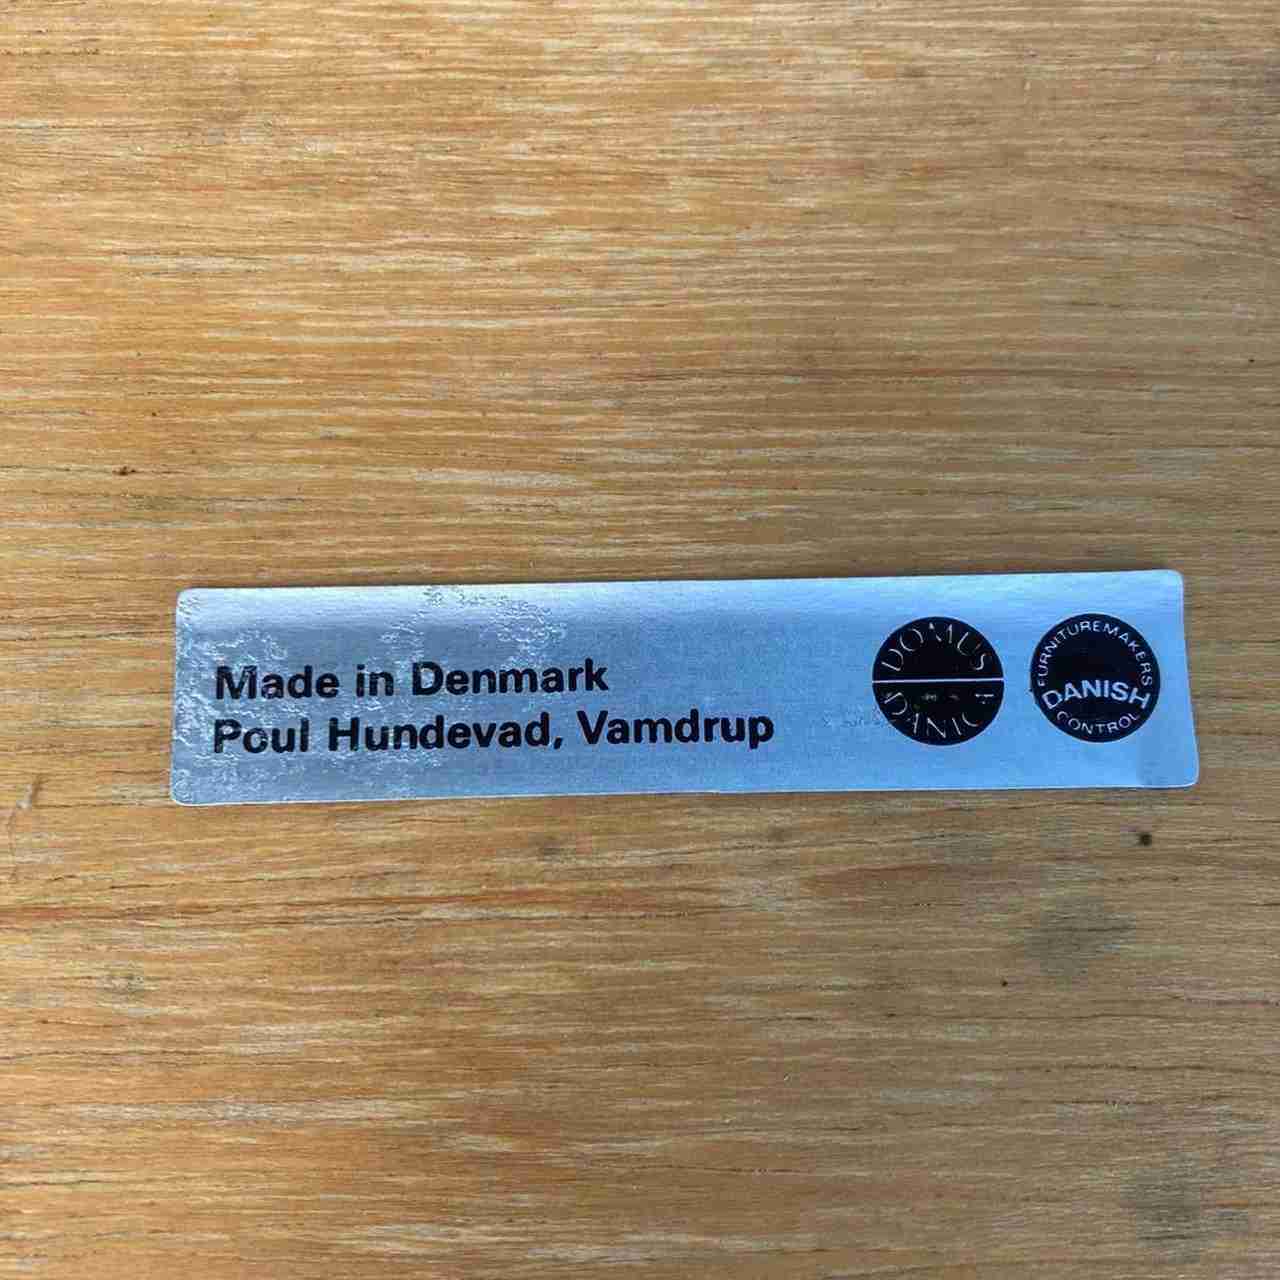 Made in Denmark
Poul Hundevad, Vamdrup
DOMUS
DANICA
FURNITUREMAKERS
DANISH
CONTROL